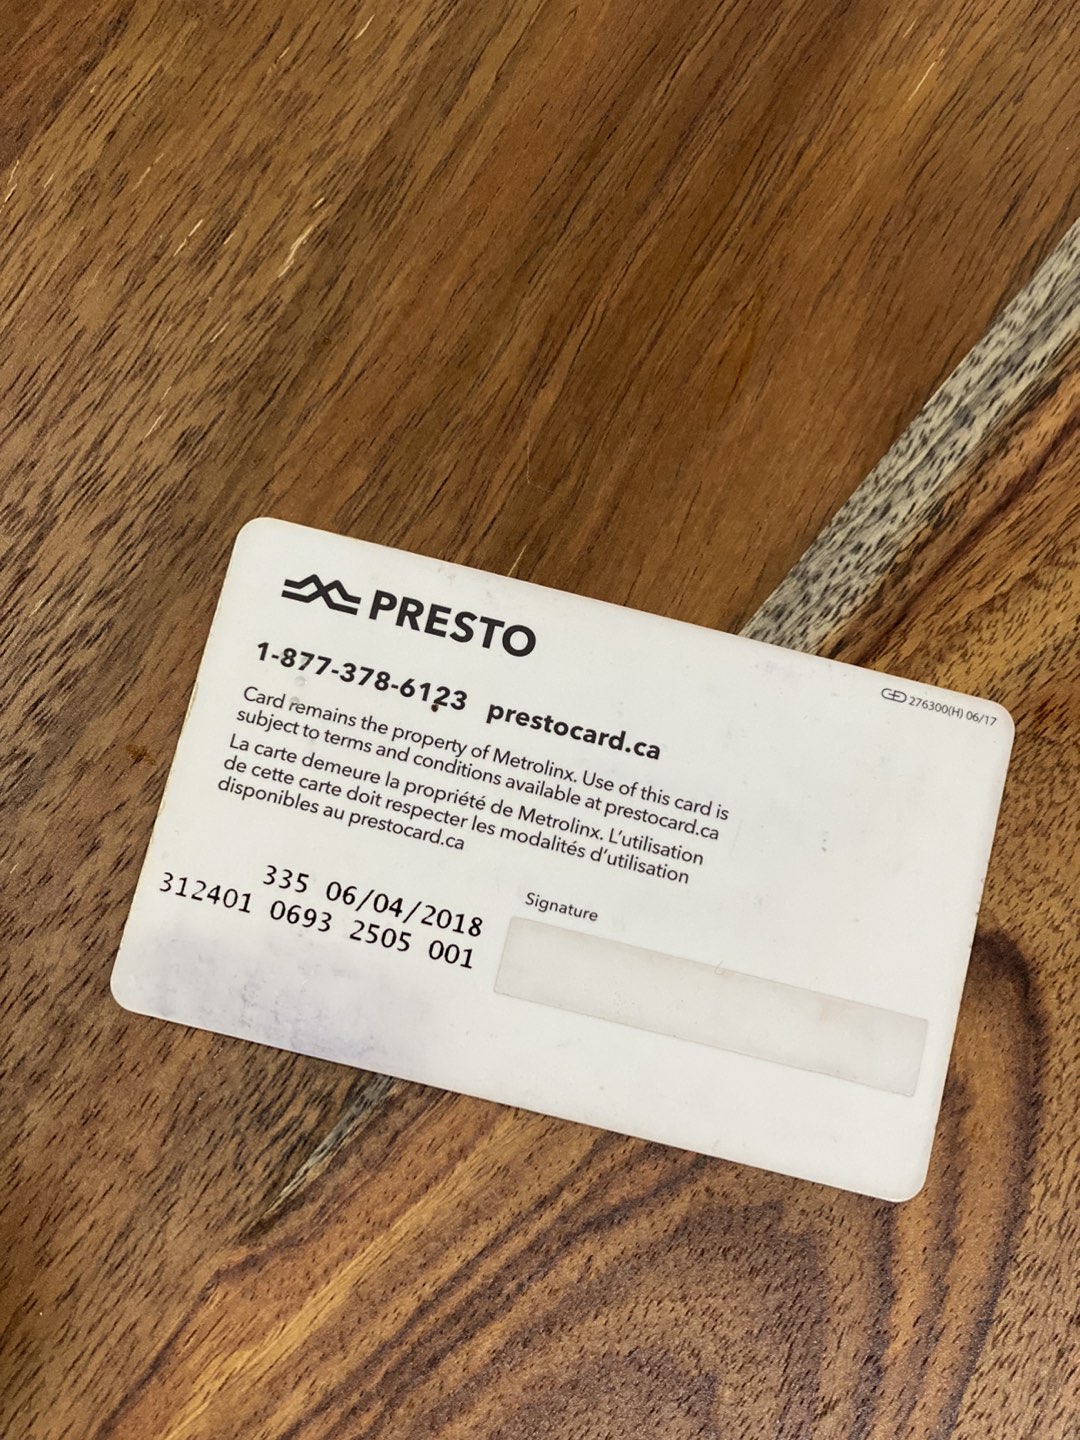 PRESTO
1-877-378-6123 prestocard.ca
276300(H) 06/17
Card remains the property of Metrolinx. Use of this card is
subject to terms and conditions available at prestocard.ca
La carte demeure la propriété de Metrolinx. L'utilisation
de cette carte doit respecter les modalités d'utilisation
disponibles au prestocard.ca
335 06/04/2018
312401 0693 2505 001
Signature